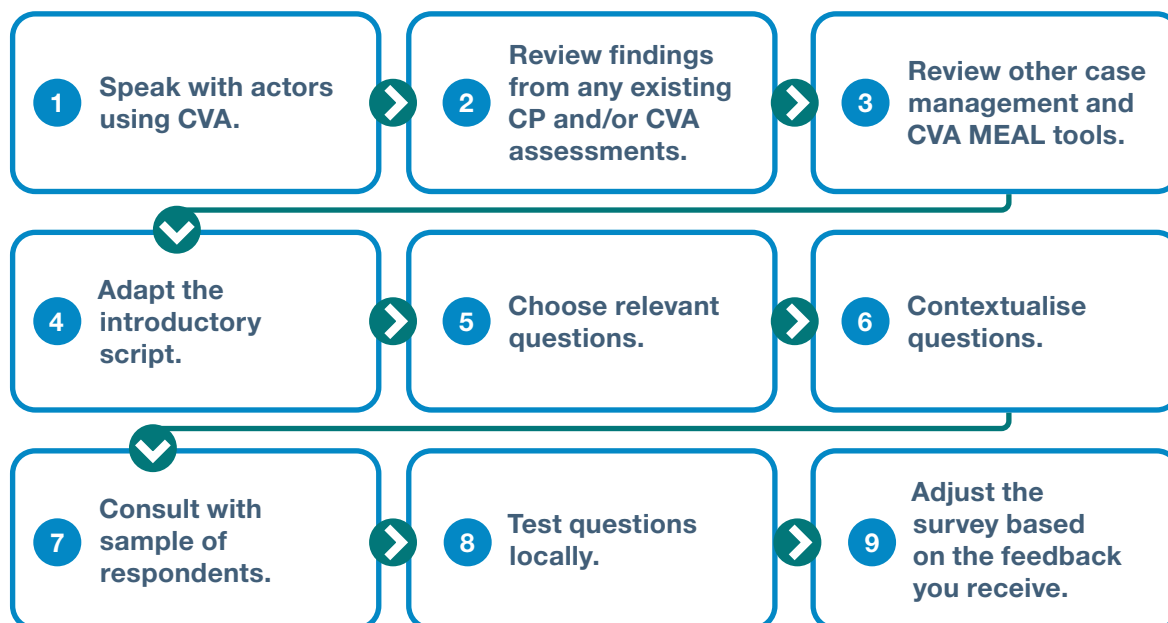 1
Speak with actors
using CVA.
2
Review findings
from any existing
CP and/or CVA
assessments.
3
Review other case
management and
CVA MEAL tools.
4
Adapt the
introductory
script.
5
Choose relevant
questions.
6
Contextualise
questions.
7
Consult with
sample of
respondents.
8
Test questions
locally.
9
Adjust the
survey based
on the feedback
you receive.